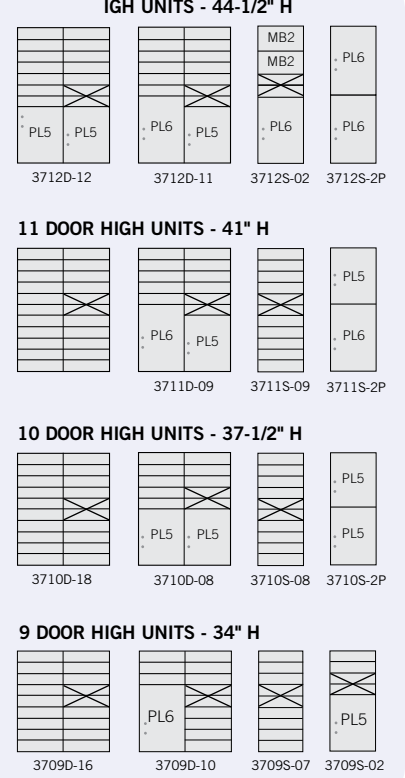 IGH UNITS - 44-1/2" H
MB2
MB2
PL6
PL5 PL5
PL6 PL5
PL6
PL6
3712D-12 3712D-11 3712S-02 3712S-2P
11 DOOR HIGH UNITS - 41" H
PL5
PL6 PL5
PL6
3711D-09 3711S-09 3711S-2P
10 DOOR HIGH UNITS - 37-1/2" H
PL5
PL5 PL5
PL5
3710D-18 3710D-08 3710S-08 3710S-2P
9 DOOR HIGH UNITS - 34" H
PL6
PL5
3709D-16 3709D-10 3709S-07 3709S-02